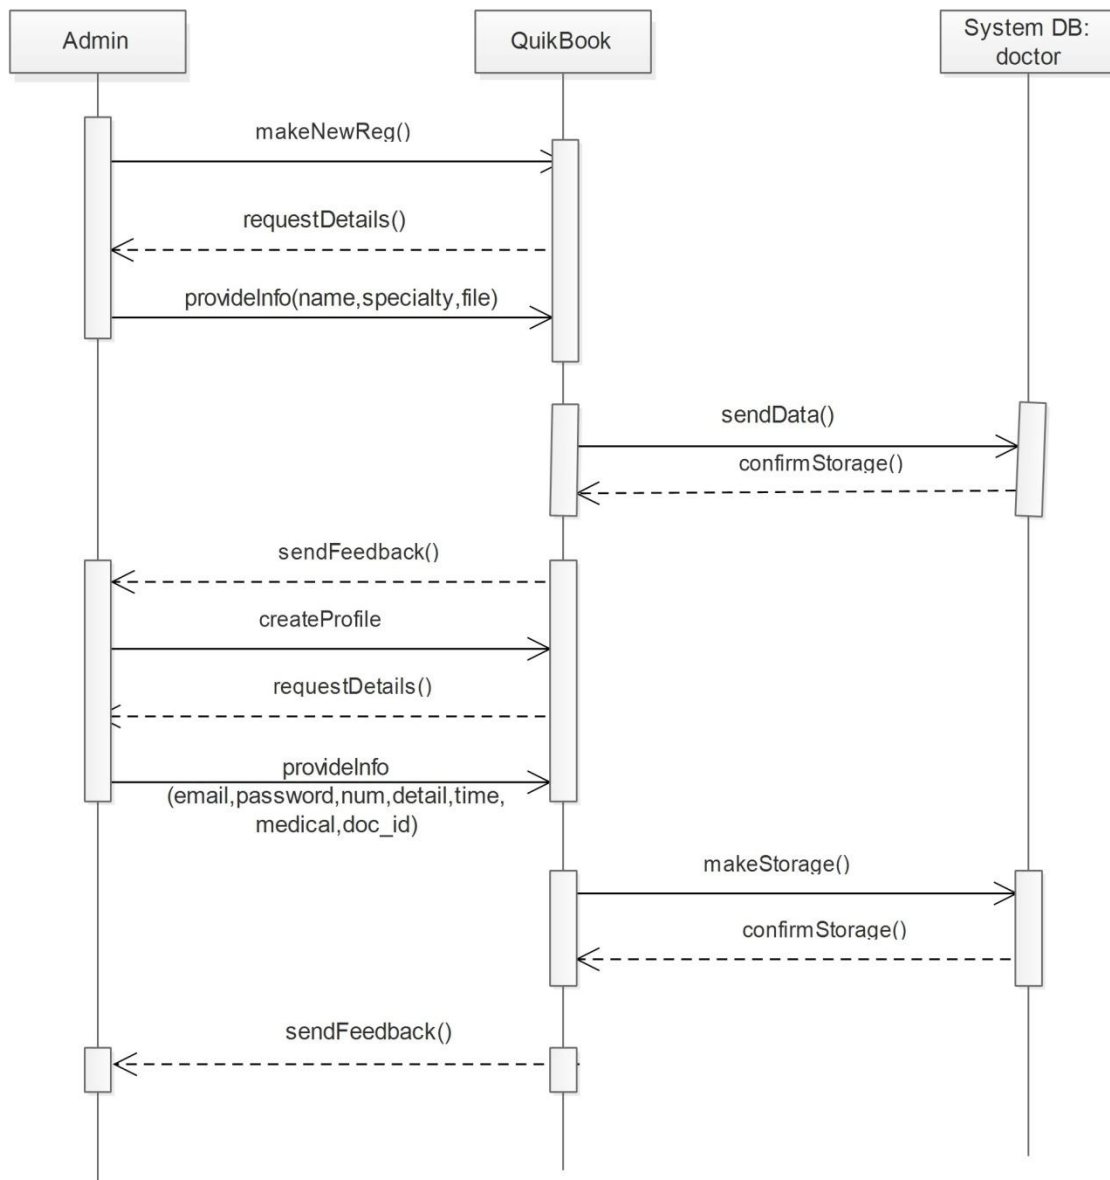 Admin
QuikBook
System DB:
doctor
makeNewReg()
requestDetails()
provideInfo(name,specialty,file)
sendData()
confirmStorage()
sendFeedback()
createProfile
requestDetails()
provideInfo
(email,password,num,detail,time,
medical,doc_id)
makeStorage()
confirmStorage()
sendFeedback()